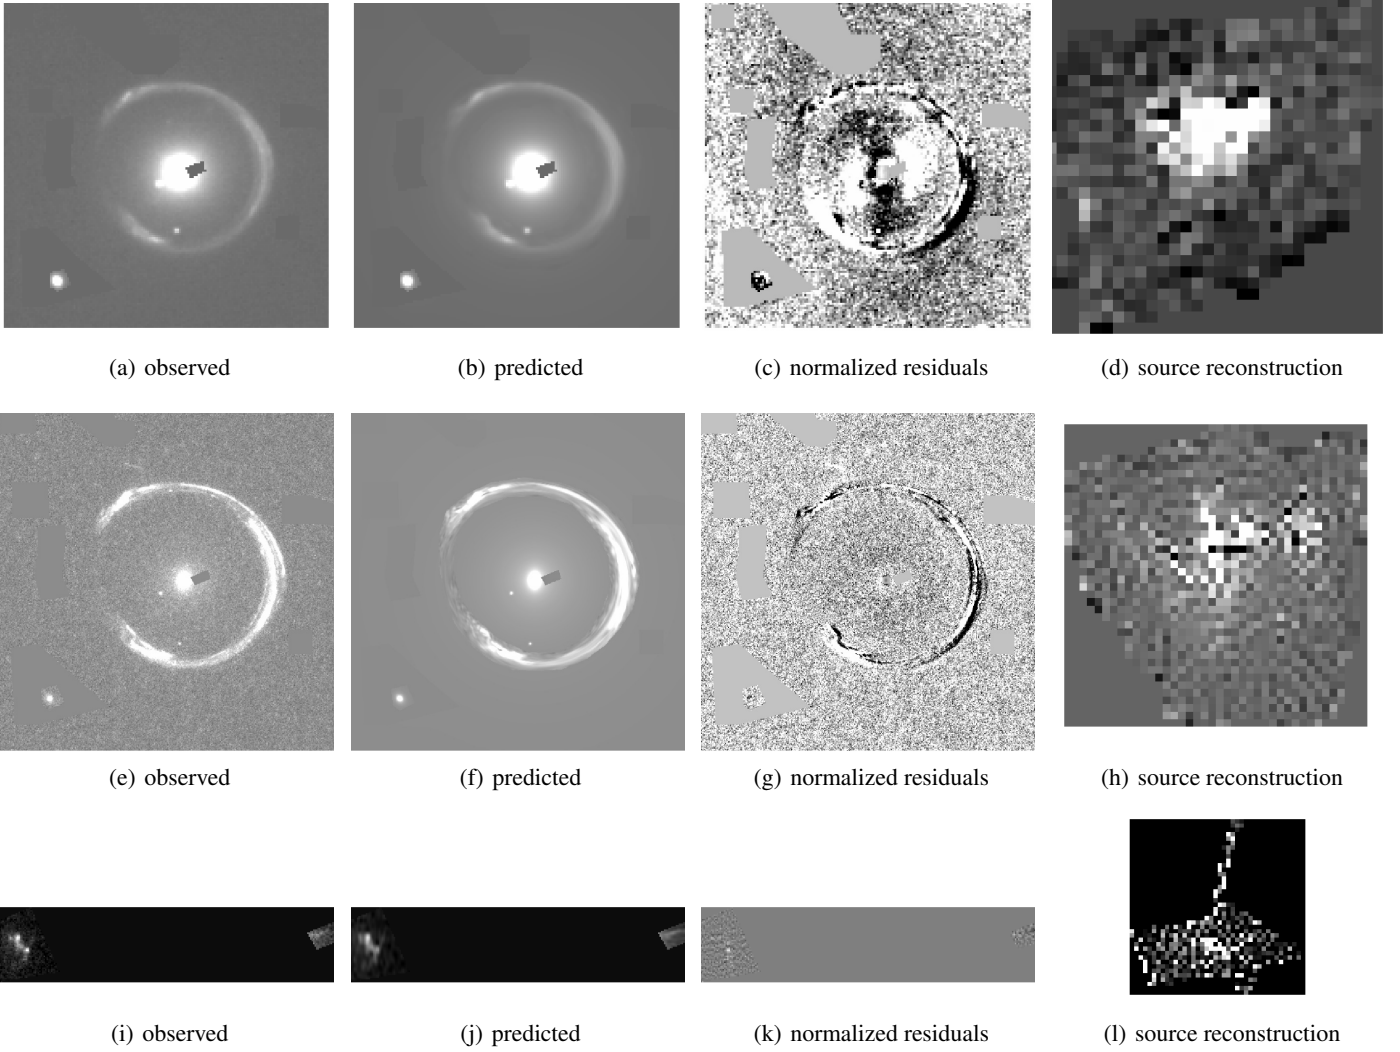 (a) observed
(b) predicted
(c) normalized residuals
(d) source reconstruction
(e) observed
(f) predicted
(g) normalized residuals
(h) source reconstruction
(i) observed
(j) predicted
(k) normalized residuals
(l) source reconstruction